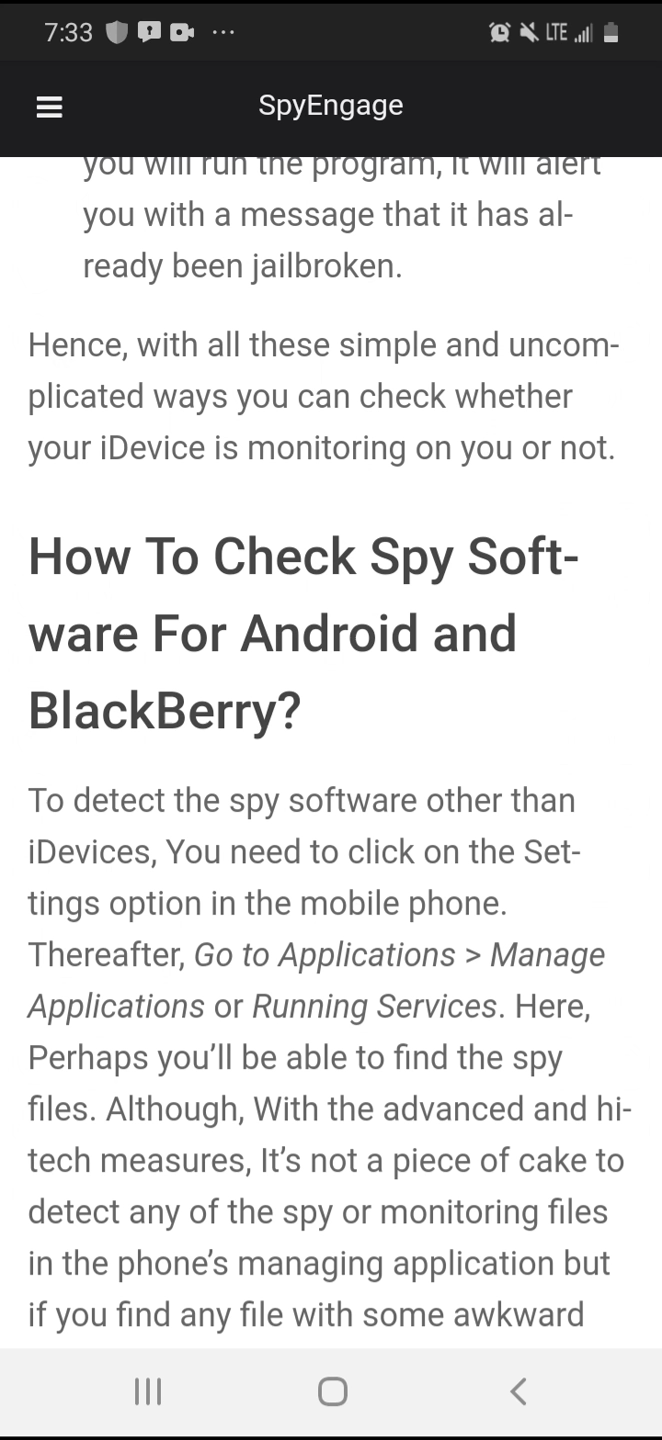 7:33
LTE
SpyEngage
you will run the program, it will alert
you with a message that it has al-
ready been jailbroken.
Hence, with all these simple and uncom-
plicated ways you can check whether
your iDevice is monitoring on you or not.
How To Check Spy Soft-
ware For Android and
BlackBerry?
To detect the spy software other than
iDevices, You need to click on the Set-
tings option in the mobile phone.
Thereafter, Go to Applications > Manage
Applications or Running Services. Here,
Perhaps you’ll be able to find the spy
files. Although, With the advanced and hi-
tech measures, It’s not a piece of cake to
detect any of the spy or monitoring files
in the phone’s managing application but
if you find any file with some awkward